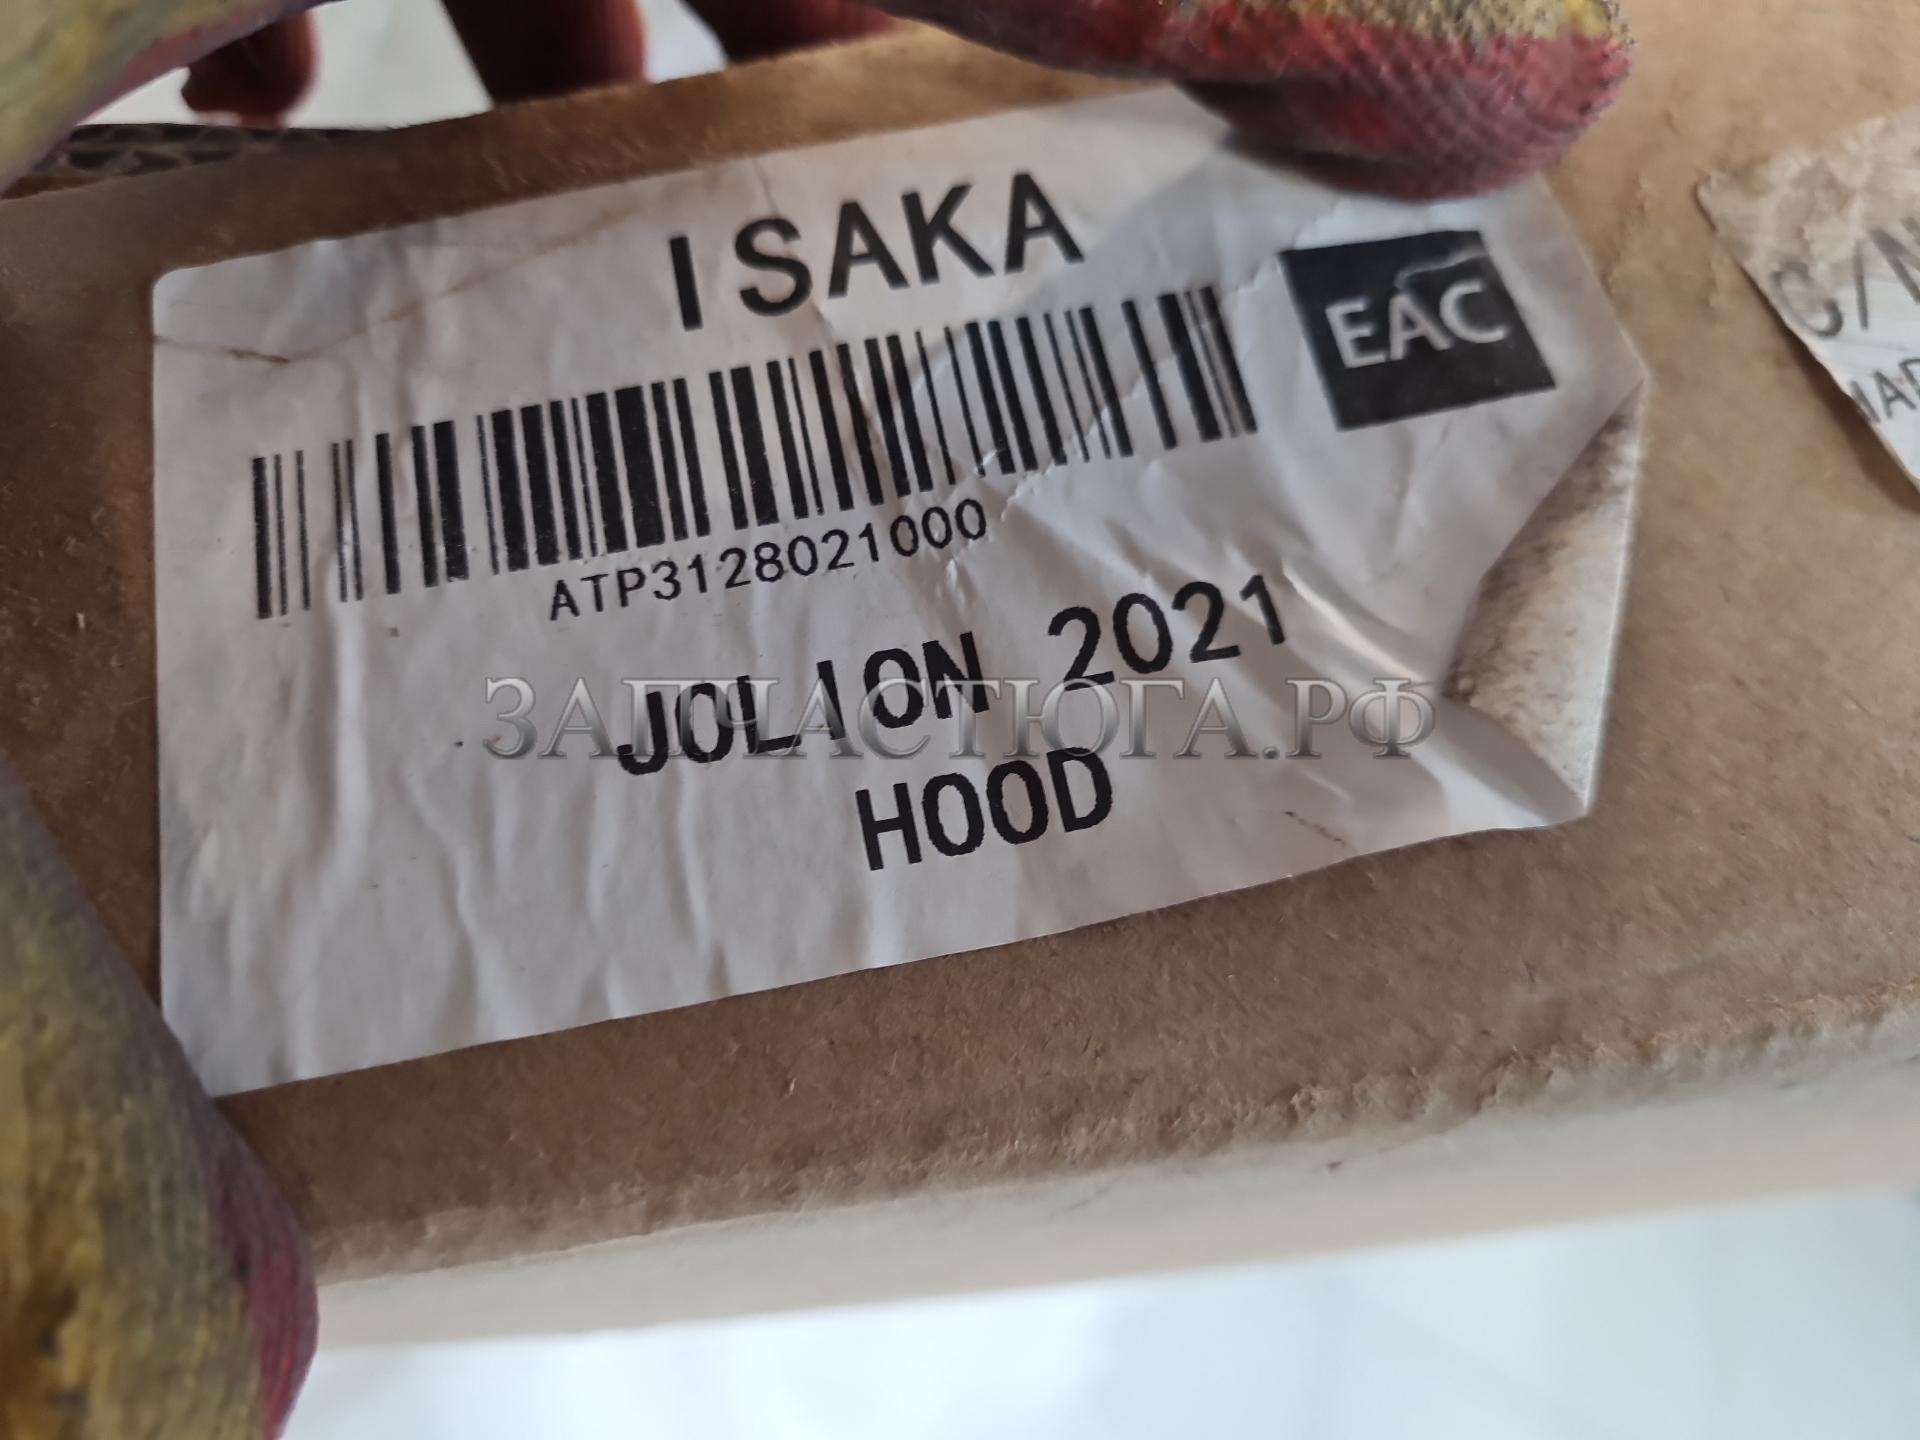 ISAKA
EAC
ATP3128021000
JOLION 2021
ЗАПЧАСТЮГА.РФ
HOOD